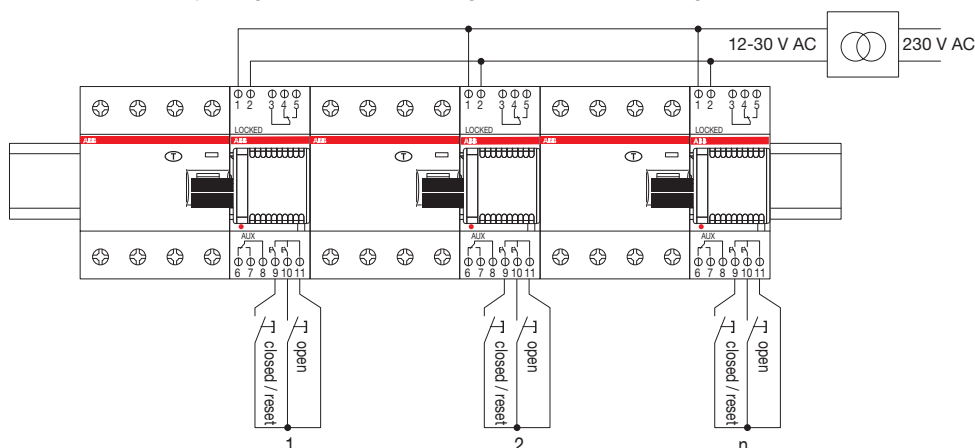 12-30 V AC 230 V AC
1 2 3 4 5 1 2 3 4 5 1 2 3 4 5
LOCKED LOCKED LOCKED
ABB ABB ABB ABB ABB ABB
T T T
AUX AUX AUX
6 7 8 9 10 11 6 7 8 9 10 11 6 7 8 9 10 11
closed / reset open closed / reset open closed / reset open
1 2 n